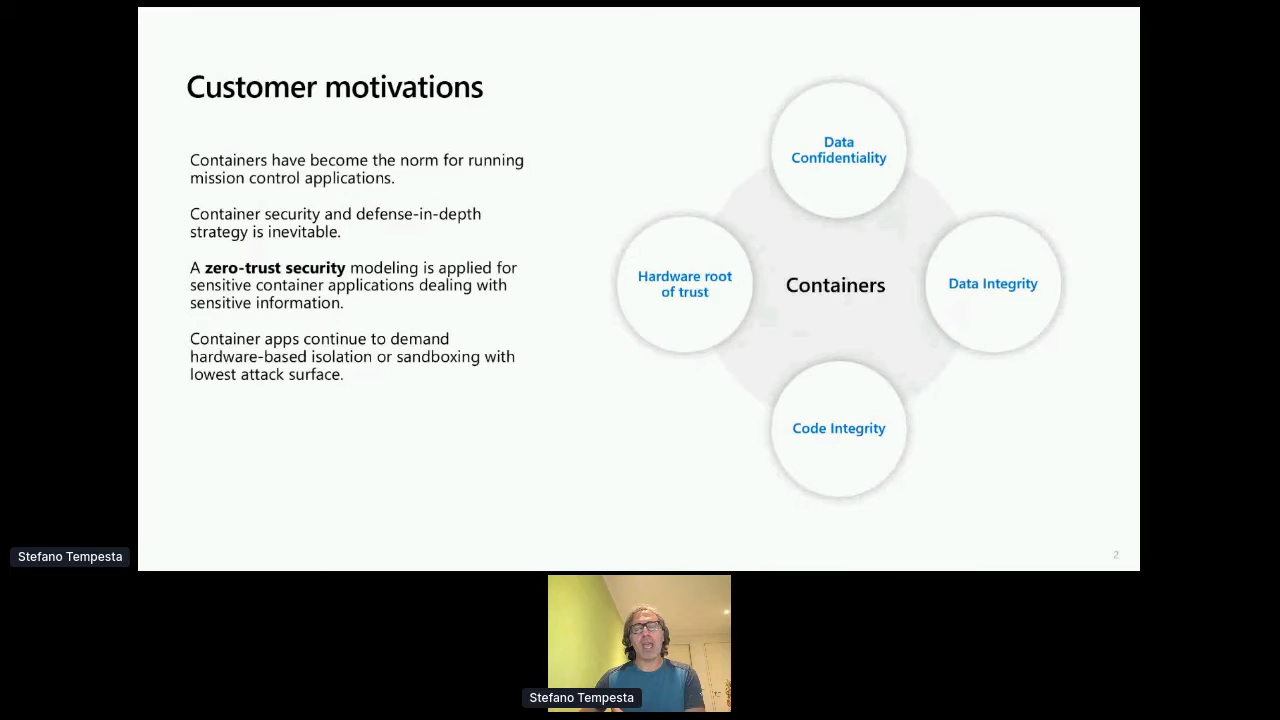 Customer motivations
Containers have become the norm for running
mission control applications.
Container security and defense-in-depth
strategy is inevitable.
A zero-trust security modeling is applied for
sensitive container applications dealing with
sensitive information.
Container apps continue to demand
hardware-based isolation or sandboxing with
lowest attack surface.
Data
Confidentiality
Hardware root
of trust
Containers
Data Integrity
Code Integrity
2
Stefano Tempesta
Stefano Tempesta